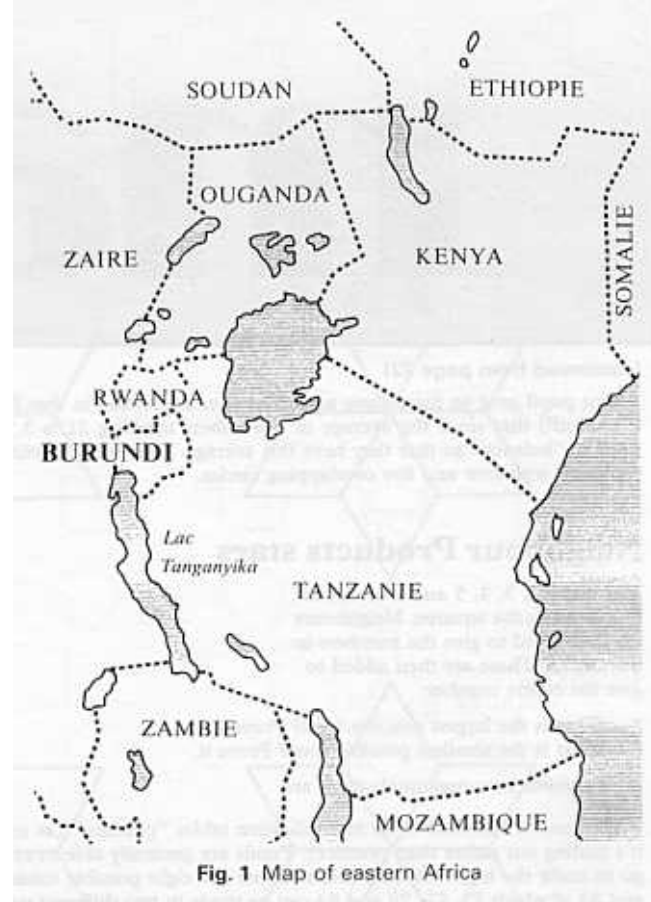 SOUDAN
ETHIOPIE
OUGANDA
ZAIRE
KENYA
SOMALIE
RWANDA
BURUNDI
Lac
Tanganyika
TANZANIE
ZAMBIE
MOZAMBIQUE
Fig. 1 Map of eastern Africa